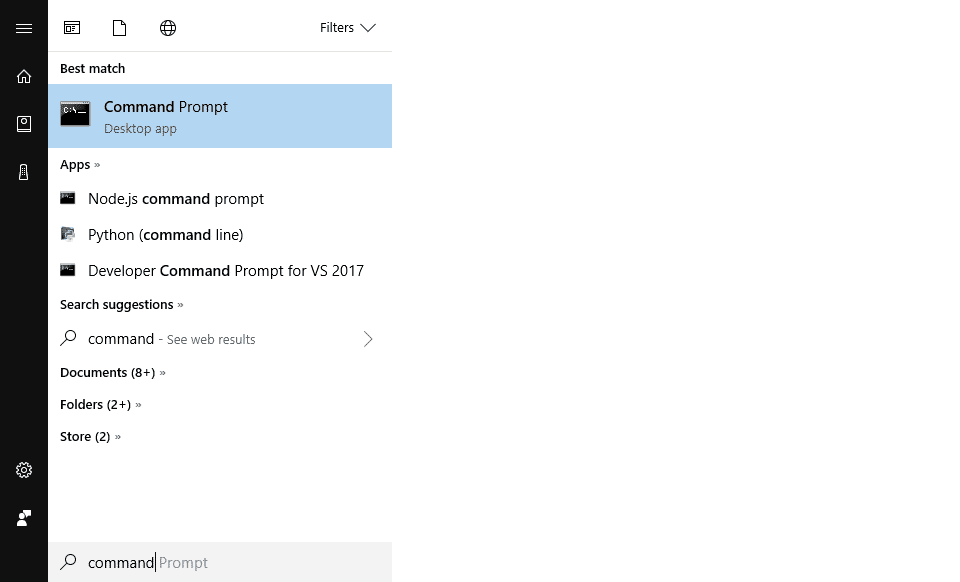 Filters
Best match
Command Prompt
Desktop app
Apps »
Node.js command prompt
Python (command line)
Developer Command Prompt for VS 2017
Search suggestions »
command - See web results
Documents (8+) »
Folders (2+) »
Store (2) »
command Prompt